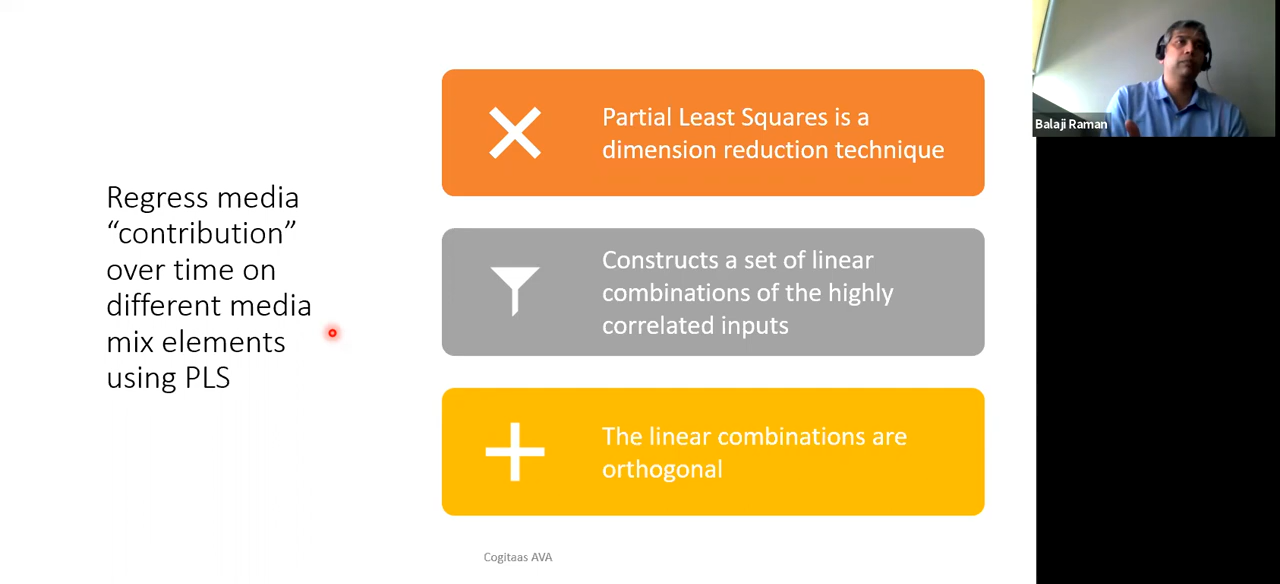 Regress media
“contribution”
over time on
different media
mix elements
using PLS
Partial Least Squares is a
dimension reduction technique
Constructs a set of linear
combinations of the highly
correlated inputs
The linear combinations are
orthogonal
Cogitaas AVA
Balaji Raman